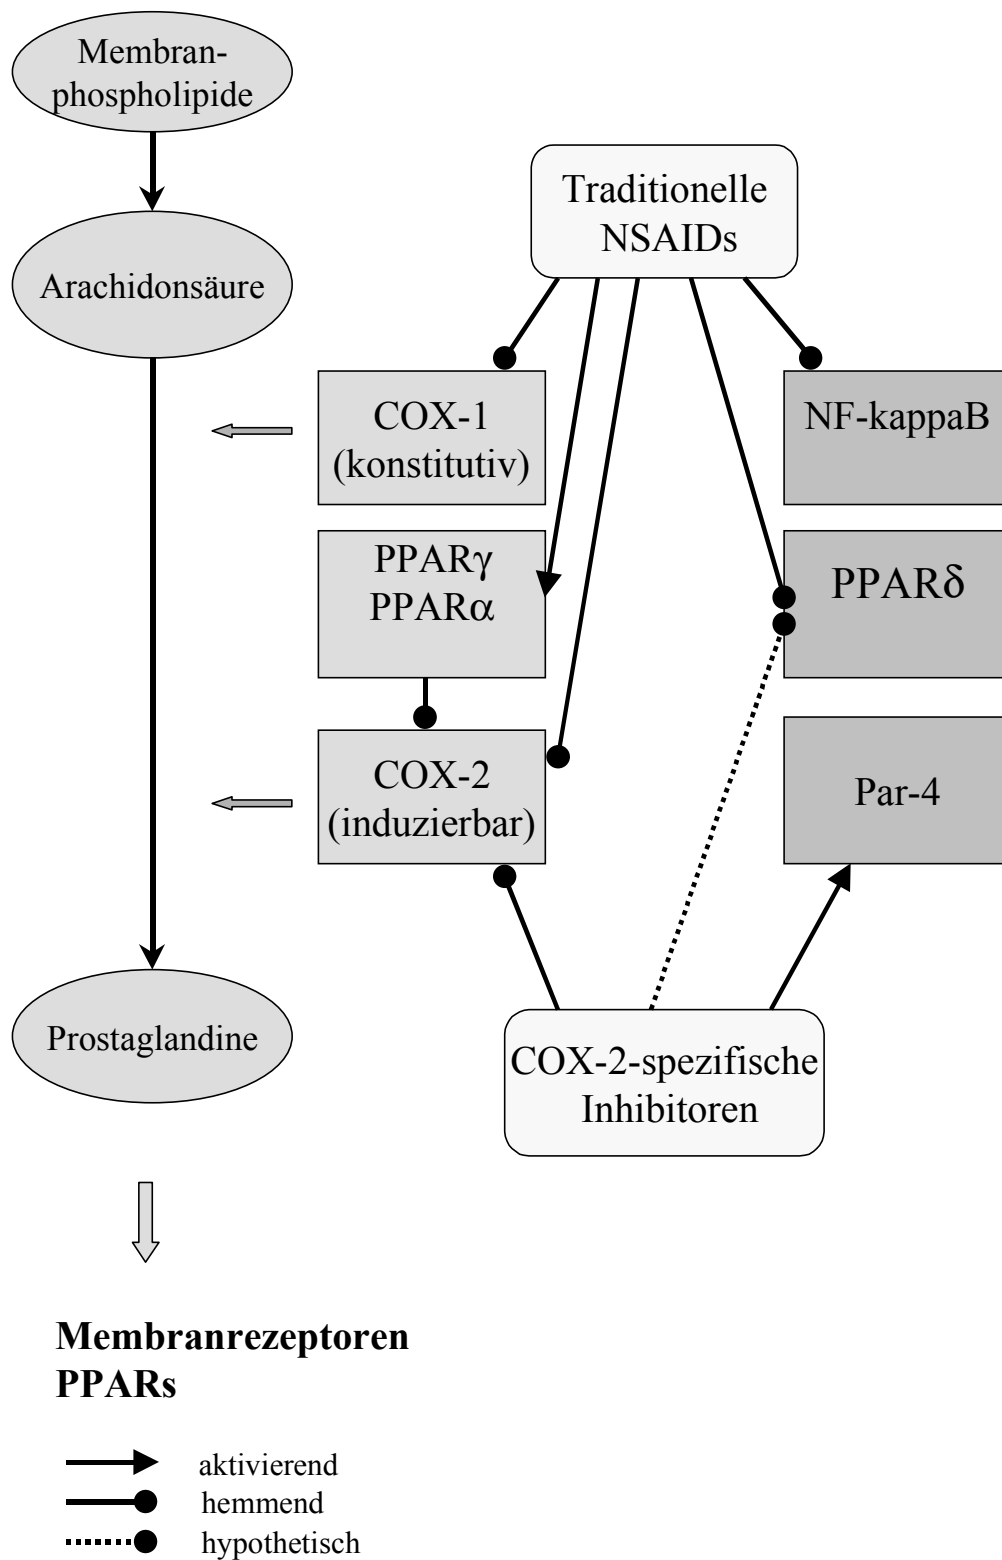 Membran-
phospholipide
Traditionelle
NSAIDs
Arachidonsäure
COX-1
(konstitutiv)
NF-kappaB
PPARγ
PPARα
PPARδ
COX-2
(induzierbar)
Par-4
Prostaglandine
COX-2-spezifische
Inhibitoren
Membranrezeptoren
PPARs
aktivierend
hemmend
hypothetisch